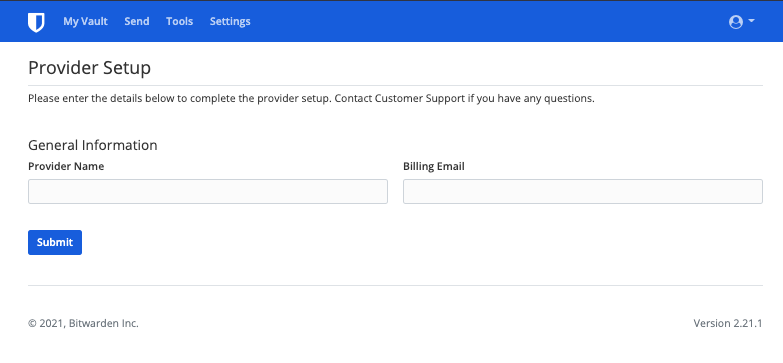 My Vault Send Tools Settings
Provider Setup
Please enter the details below to complete the provider setup. Contact Customer Support if you have any questions.
General Information
Provider Name Billing Email
Submit
© 2021, Bitwarden Inc. Version 2.21.1